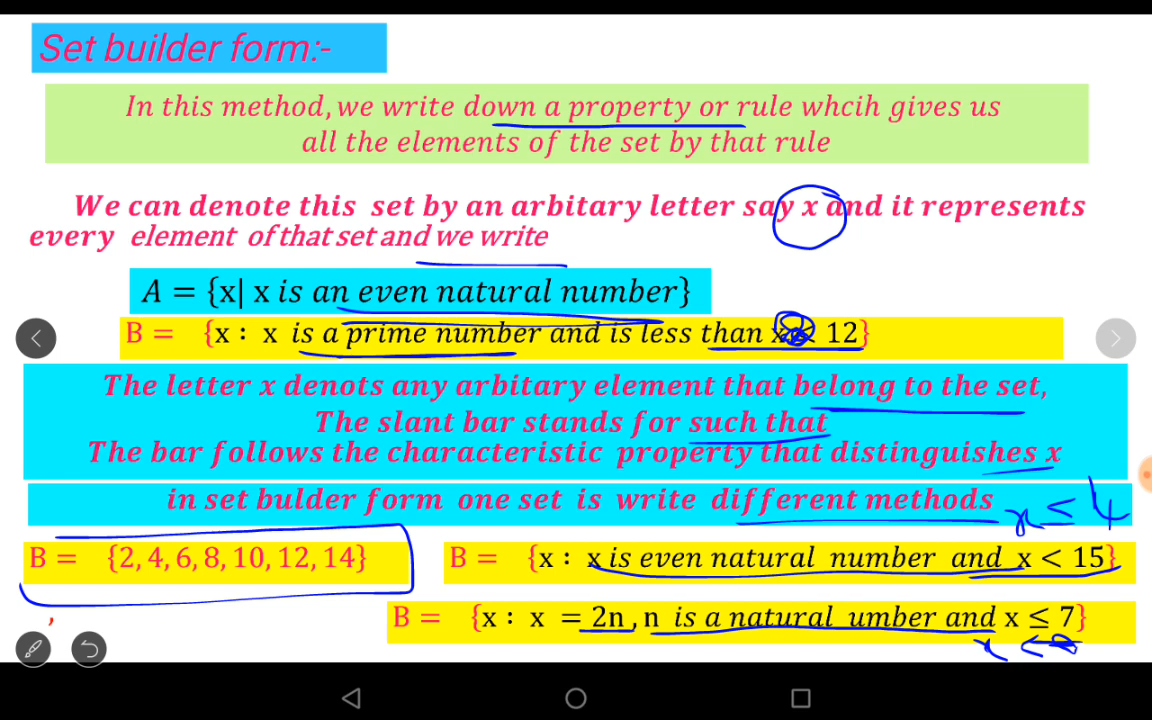 Set builder form:-
In this method, we write down a property or rule whcih gives us
all the elements of the set by that rule
We can denote this set by an arbitary letter say x and it represents
every element of that set and we write
A = {x| x is an even natural number}
B = {x : x is a prime number and is less than x < 12}
The letter x denots any arbitary element that belong to the set,
The slant bar stands for such that
The bar follows the characteristic property that distinguishes x
in set bulder form one set is write different methods
x ≤ 4
B = {2, 4, 6, 8, 10, 12, 14}
B = {x : x is even natural number and x < 15}
B = {x : x = 2n , n is a natural umber and x ≤ 7}
,
x <